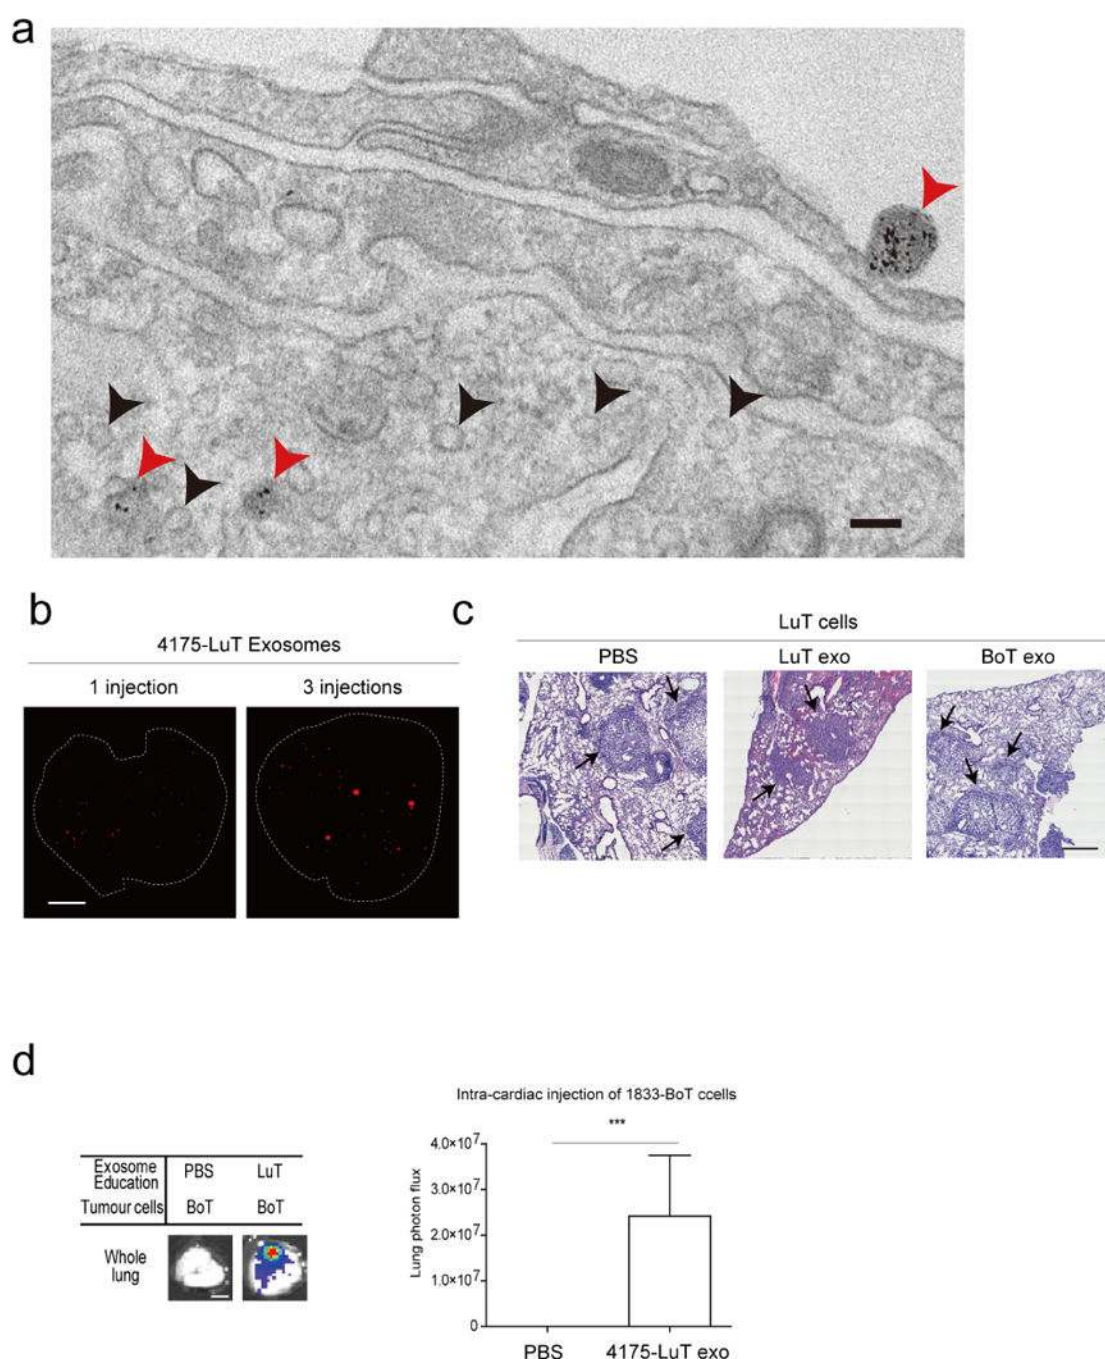 a
b
4175-LuT Exosomes
1 injection 3 injections
c
LuT cells
PBS LuT exo BoT exo
d
Exosome Education PBS LuT
Tumour cells BoT BoT
Whole lung
Intra-cardiac injection of 1833-BoT ccells
***
Lung photon flux
4.0×10⁷
3.0×10⁷
2.0×10⁷
1.0×10⁷
0
PBS 4175-LuT exo